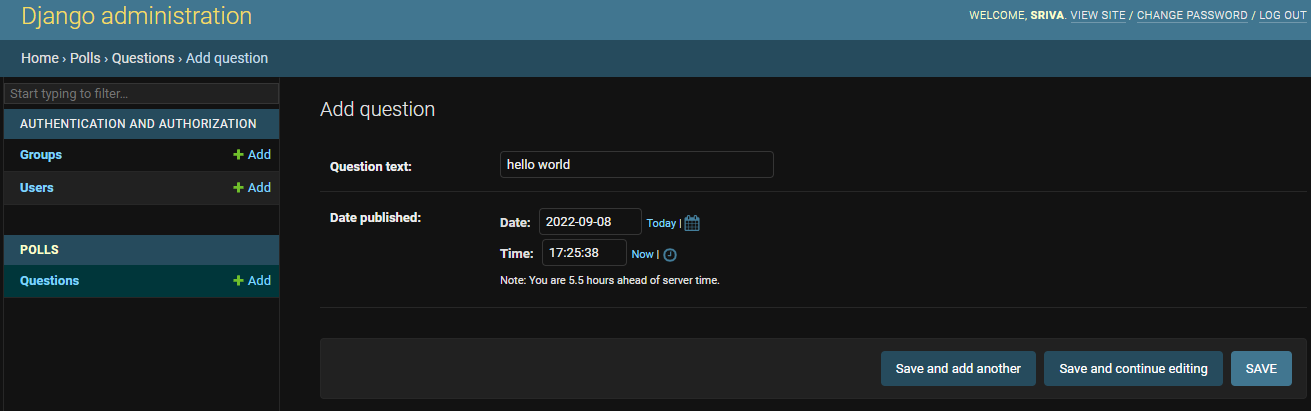 Django administration
WELCOME, SRIVA. VIEW SITE / CHANGE PASSWORD / LOG OUT
Home › Polls › Questions › Add question
Start typing to filter...
AUTHENTICATION AND AUTHORIZATION
Groups + Add
Users + Add
POLLS
Questions + Add
Add question
Question text: hello world
Date published: Date: 2022-09-08 Today |
Time: 17:25:38 Now |
Note: You are 5.5 hours ahead of server time.
Save and add another Save and continue editing SAVE